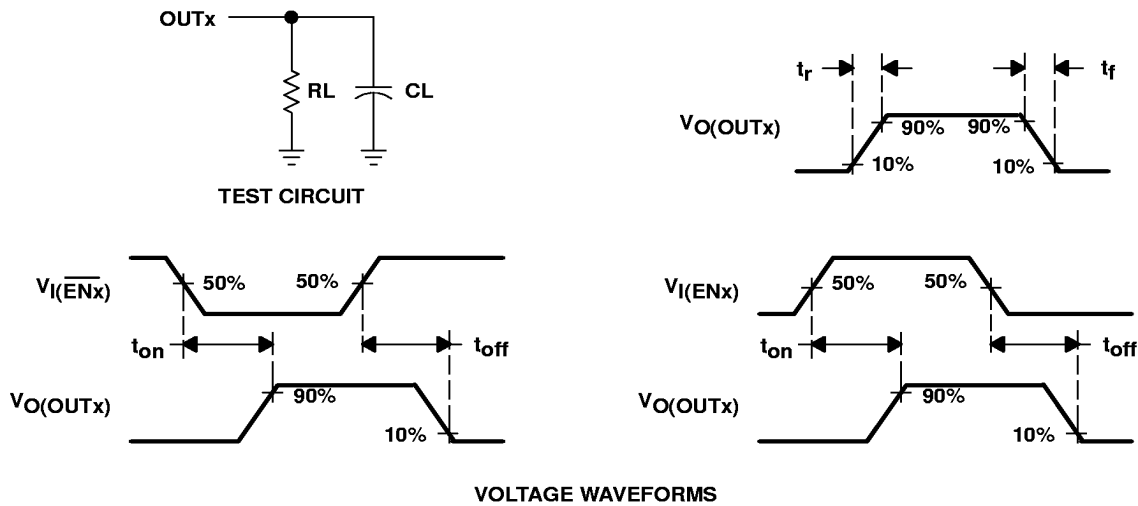 OUTx
RL
CL
TEST CIRCUIT
tr
tf
VO(OUTx)
90%
90%
10%
10%
VI(E̅N̅x̅)
50%
50%
ton
toff
VO(OUTx)
90%
10%
VI(ENx)
50%
50%
ton
toff
VO(OUTx)
90%
10%
VOLTAGE WAVEFORMS